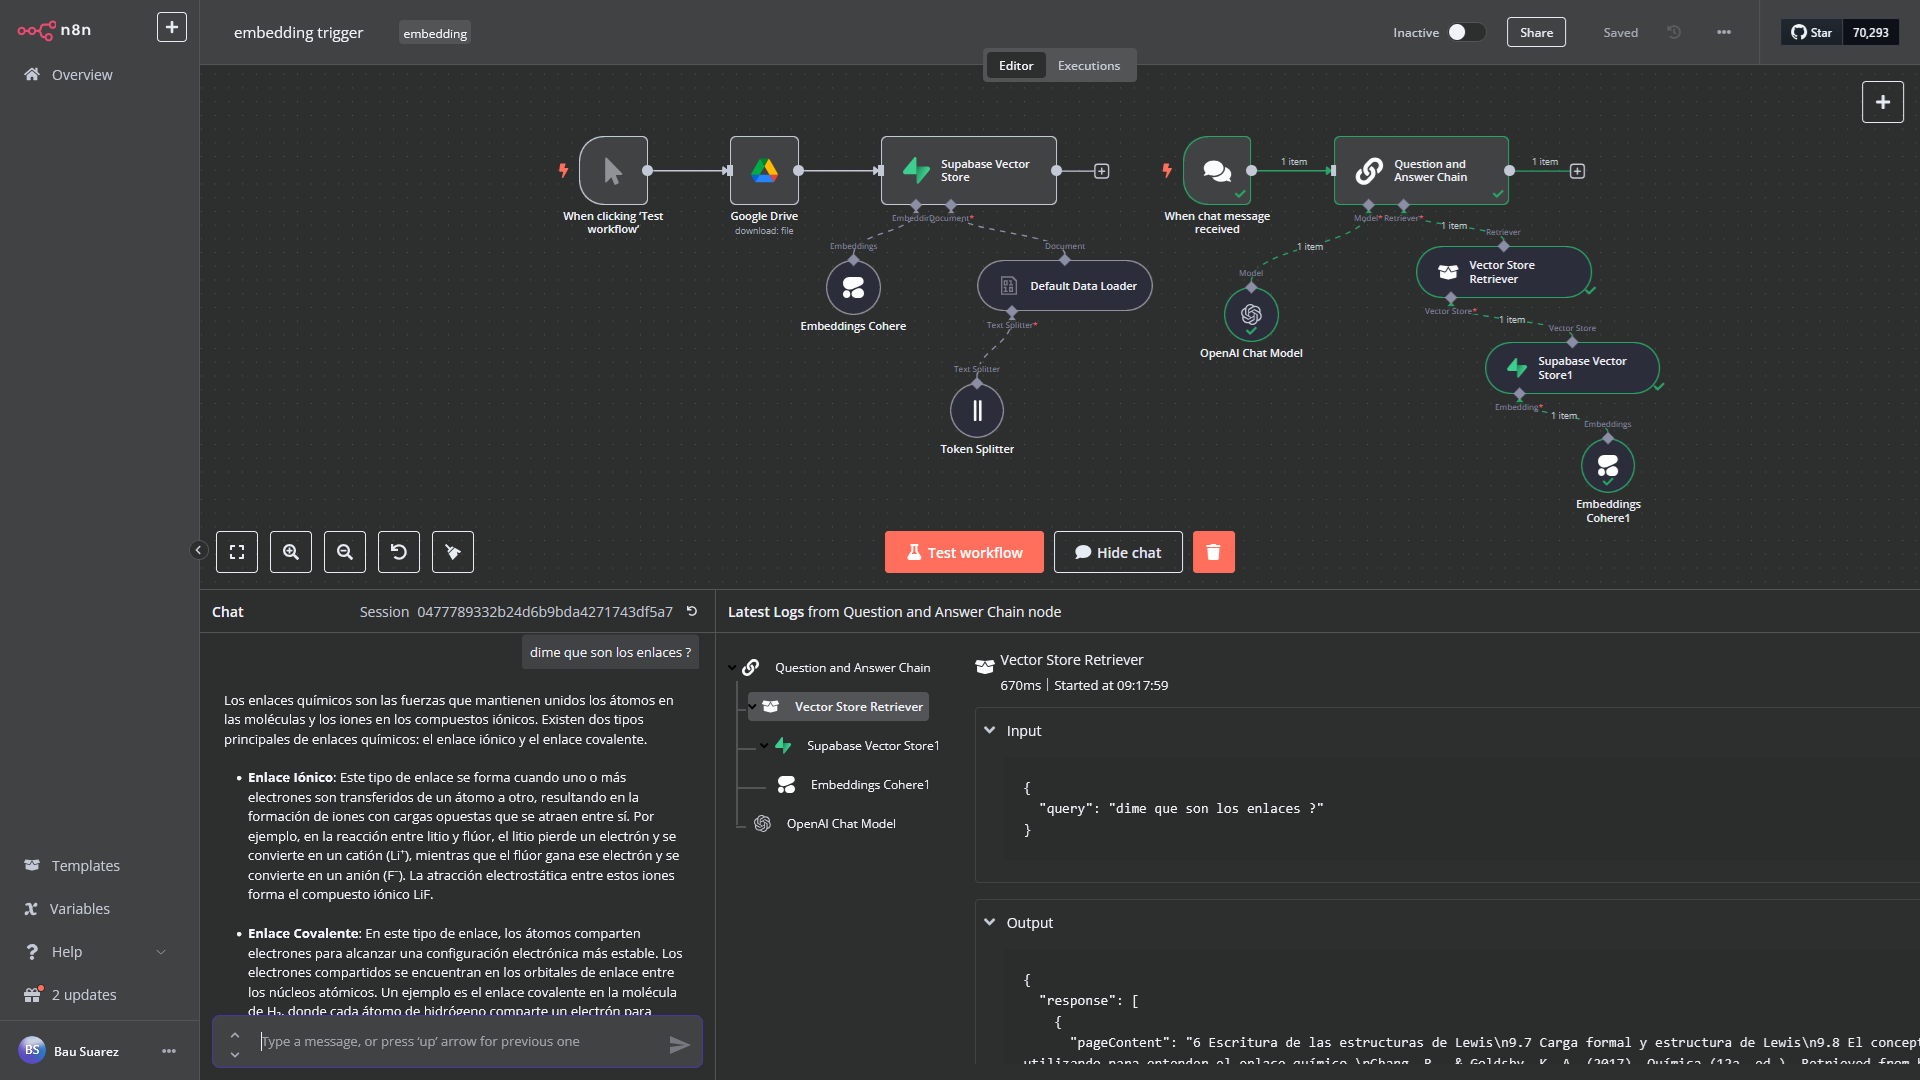 n8n
embedding trigger
embedding
Inactive
Share
Saved
Star
70,293
Overview
Editor
Executions
When clicking ‘Test
workflow’
Google Drive
download: file
Supabase Vector
Store
Document*
Embeddings
Document
Embeddings Cohere
Default Data Loader
Text Splitter*
Text Splitter
Token Splitter
When chat message
received
1 item
Question and
Answer Chain
1 item
Model*
Retriever*
1 item
1 item
Retriever
Model
OpenAI Chat Model
Vector Store
Retriever
Vector Store*
1 item
Vector Store
Supabase Vector
Store1
Embedding*
1 item
Embeddings
Embeddings
Cohere1
Test workflow
Hide chat
Chat
Session 0477789332b24d6b9bda4271743df5a7
Latest Logs from Question and Answer Chain node
dime que son los enlaces ?
Los enlaces químicos son las fuerzas que mantienen unidos los átomos en
las moléculas y los iones en los compuestos iónicos. Existen dos tipos
principales de enlaces químicos: el enlace iónico y el enlace covalente.
• Enlace Iónico: Este tipo de enlace se forma cuando uno o más
electrones son transferidos de un átomo a otro, resultando en la
formación de iones con cargas opuestas que se atraen entre sí. Por
ejemplo, en la reacción entre litio y flúor, el litio pierde un electrón y se
convierte en un catión (Li⁺), mientras que el flúor gana ese electrón y se
convierte en un anión (F⁻). La atracción electrostática entre estos iones
forma el compuesto iónico LiF.
• Enlace Covalente: En este tipo de enlace, los átomos comparten
electrones para alcanzar una configuración electrónica más estable. Los
electrones compartidos se encuentran en los orbitales de enlace entre
los núcleos atómicos. Un ejemplo es el enlace covalente en la molécula
de H₂, donde cada átomo de hidrógeno comparte un electrón para
Type a message, or press ‘up’ arrow for previous one
Question and Answer Chain
Vector Store Retriever
Supabase Vector Store1
Embeddings Cohere1
OpenAI Chat Model
Vector Store Retriever
670ms | Started at 09:17:59
Input
{
"query": "dime que son los enlaces ?"
}
Output
{
"response": [
{
"pageContent": "6 Escritura de las estructuras de Lewis\n9.7 Carga formal y estructura de Lewis\n9.8 El concept
utilizando para entender el enlace químico.\nChang, R., & Goldsby, K. A. (2017). Química (12a. ed.). Retrieved from
Templates
Variables
Help
2 updates
BS
Bau Suarez